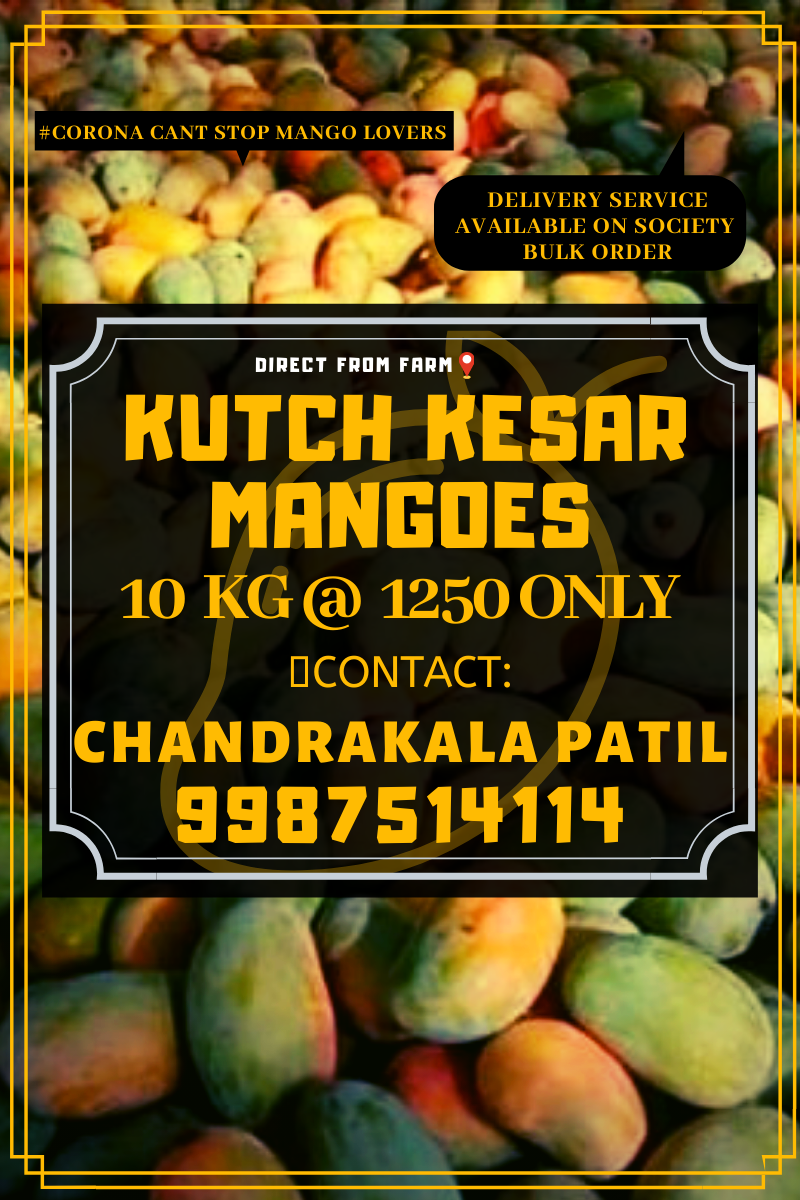 #CORONA CANT STOP MANGO LOVERS
DELIVERY SERVICE
AVAILABLE ON SOCIETY
BULK ORDER
DIRECT FROM FARM
KUTCH KESAR
MANGOES
10 KG @ 1250 ONLY
CONTACT:
CHANDRAKALA PATIL
9987514114